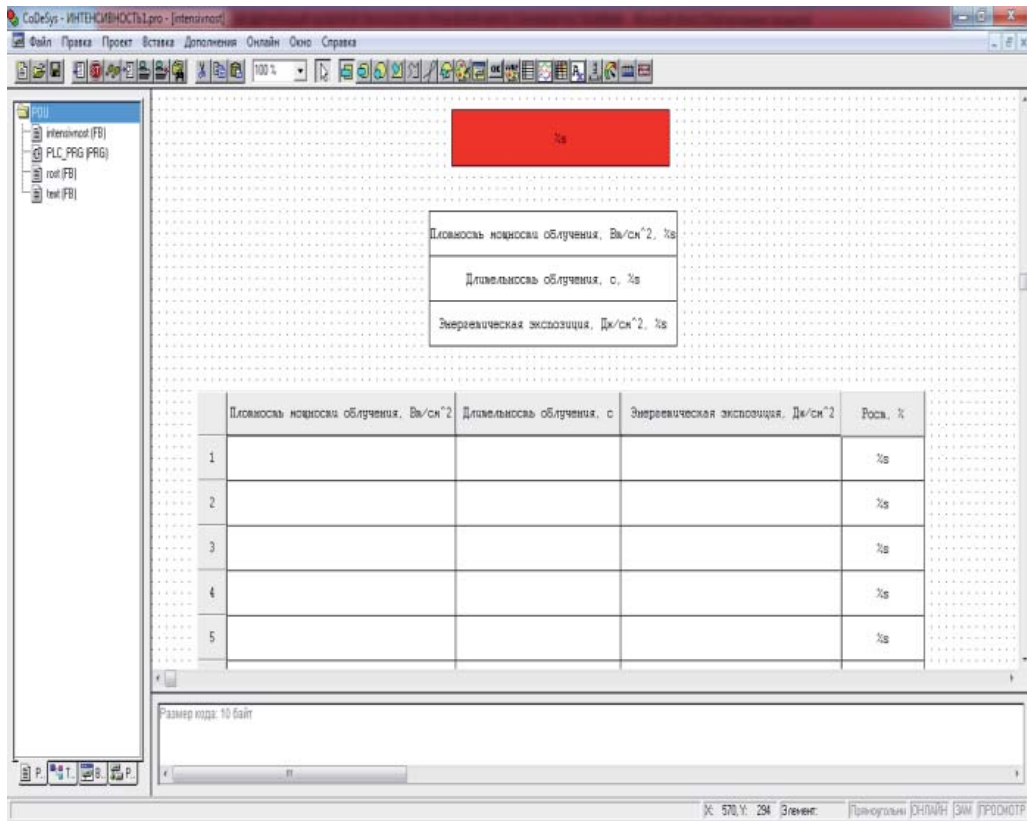 CoDeSys - ИНТЕНСИВНОСТЬ1.pro - [intensivnost]
Файл Правка Проект Вставка Дополнения Онлайн Окно Справка
100 %
POU
intensivnost (FB)
PLC_PRG (PRG)
rost (FB)
text (FB)
%s
Плотность мощности облучения, Вт/см^2, %s
Длительность облучения, с, %s
Энергетическая экспозиция, Дж/см^2, %s
Плотность мощности облучения, Вт/см^2 Длительность облучения, с Энергетическая экспозиция, Дж/см^2 Рост, %
1 %s
2 %s
3 %s
4 %s
5 %s
Размер кода: 10 байт
P... T... B... P...
X: 570, Y: 294 Элемент: ОНЛАЙН ЗАМ ПРОСМОТР